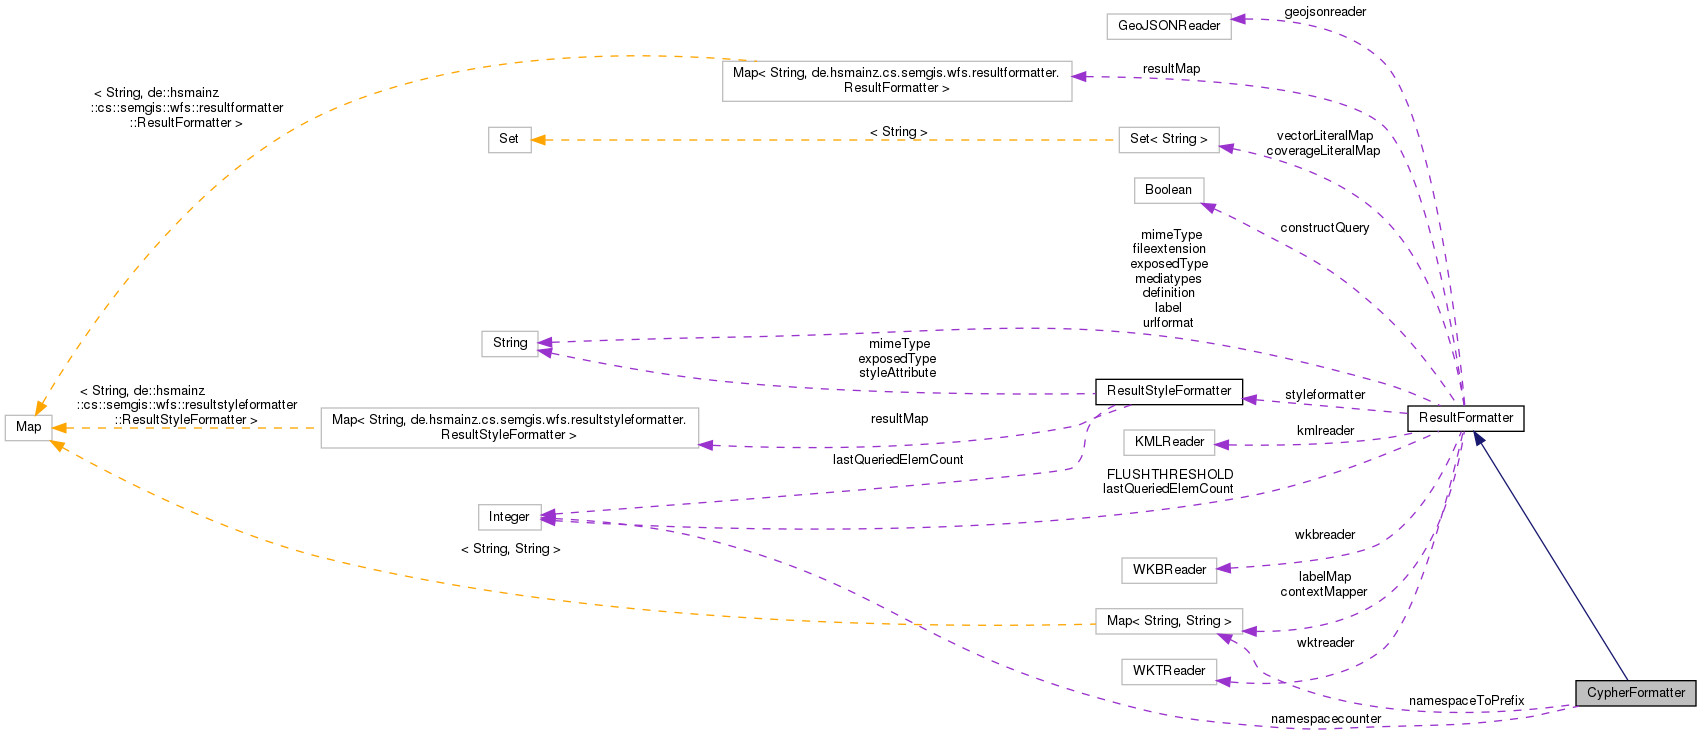 geojsonreader
GeoJSONReader
resultMap
Map< String, de.hsmainz.cs.semgis.wfs.resultformatter.
ResultFormatter >
< String, de::hsmainz
::cs::semgis::wfs::resultformatter
::ResultFormatter >
Set
< String >
Set< String >
vectorLiteralMap
coverageLiteralMap
Boolean
constructQuery
mimeType
fileextension
exposedType
mediatypes
definition
label
urlformat
String
mimeType
exposedType
styleAttribute
ResultStyleFormatter
styleformatter
ResultFormatter
< String, de::hsmainz
::cs::semgis::wfs::resultstyleformatter
::ResultStyleFormatter >
Map
Map< String, de.hsmainz.cs.semgis.wfs.resultstyleformatter.
ResultStyleFormatter >
resultMap
KMLReader
kmlreader
lastQueriedElemCount
FLUSHTHRESHOLD
lastQueriedElemCount
Integer
< String, String >
wkbreader
WKBReader
labelMap
contextMapper
Map< String, String >
wktreader
WKTReader
CypherFormatter
namespaceToPrefix
namespacecounter